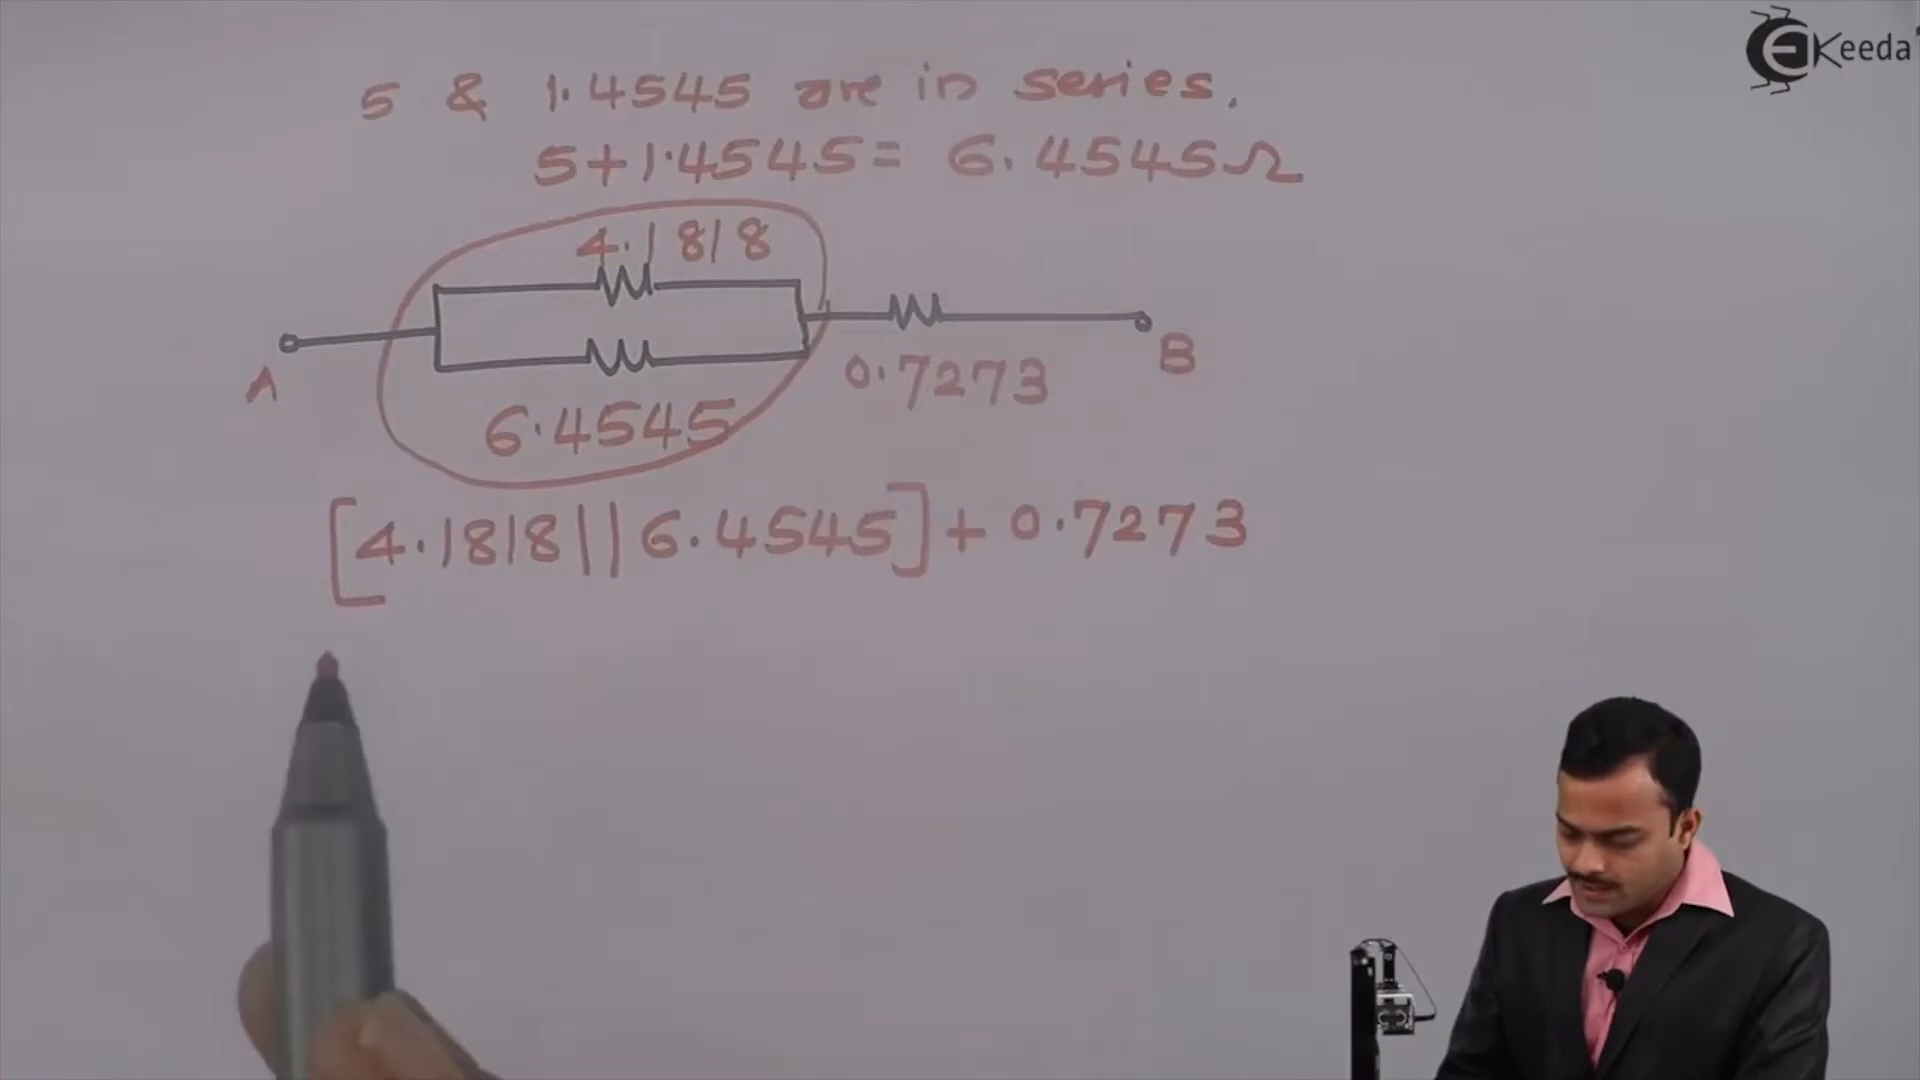 EKeeda
5 & 1.4545 are in series.
5+1.4545= 6.4545Ω
4.1818
A
B
0.7273
6.4545
[4.1818||6.4545]+0.7273